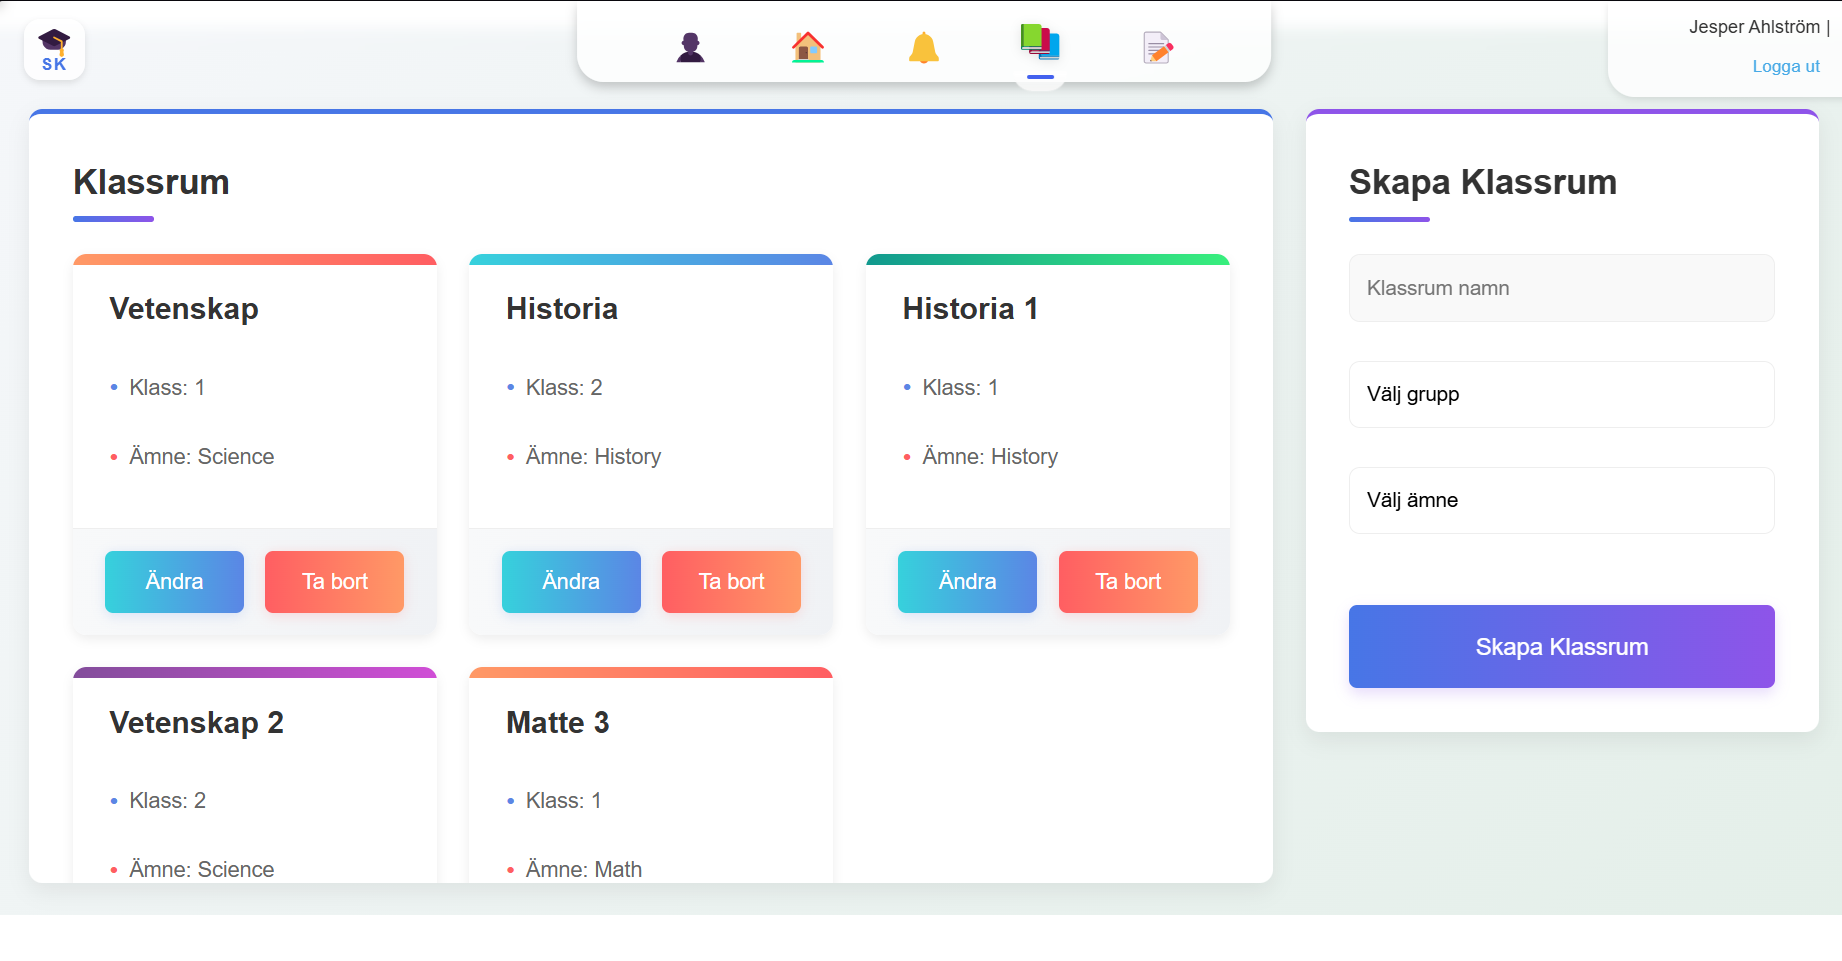 SK
Jesper Ahlström |
Logga ut
Klassrum
Vetenskap
• Klass: 1
• Ämne: Science
Ändra
Ta bort
Historia
• Klass: 2
• Ämne: History
Ändra
Ta bort
Historia 1
• Klass: 1
• Ämne: History
Ändra
Ta bort
Vetenskap 2
• Klass: 2
• Ämne: Science
Matte 3
• Klass: 1
• Ämne: Math
Skapa Klassrum
Klassrum namn
Välj grupp
Välj ämne
Skapa Klassrum